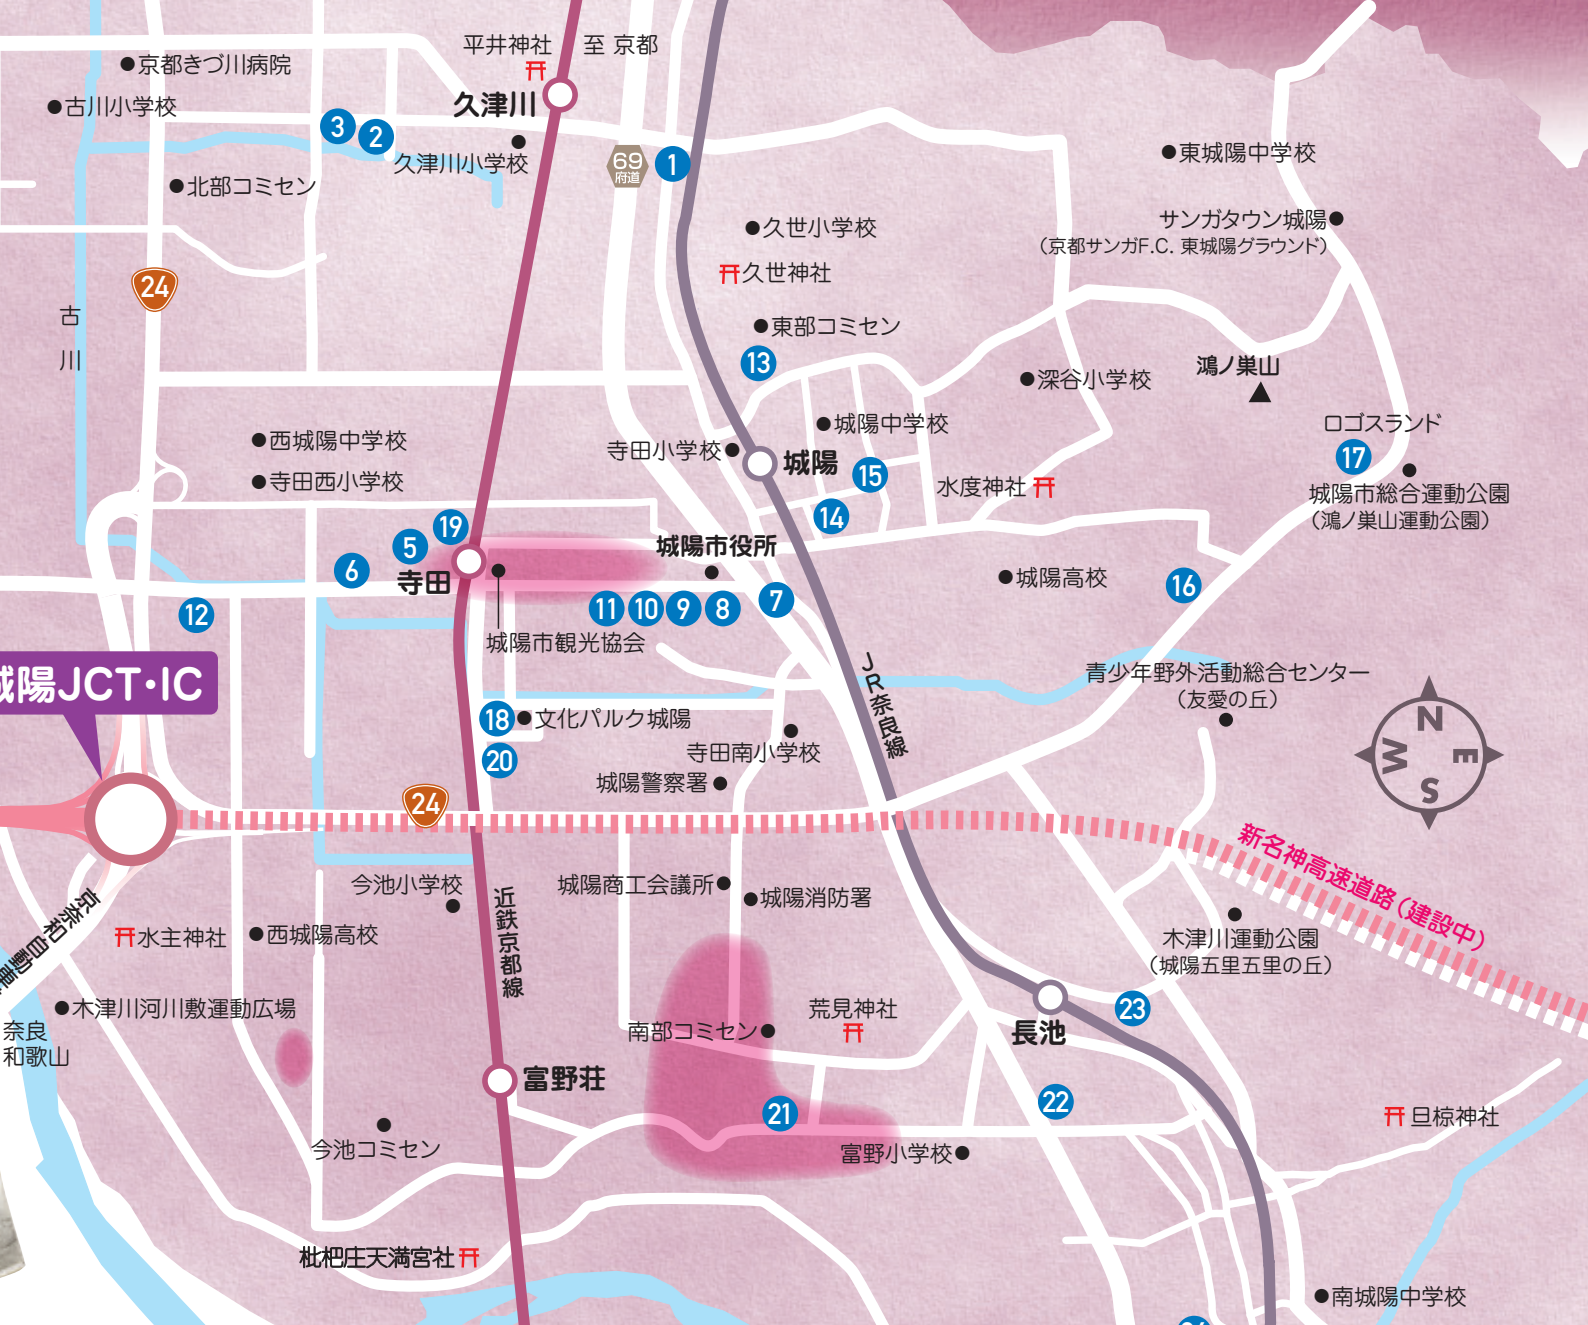 平井神社
至 京都
京都きづ川病院
久津川
古川小学校
3
2
久津川小学校
69
府道
1
東城陽中学校
北部コミセン
サンガタウン城陽
(京都サンガF.C. 東城陽グラウンド)
久世小学校
久世神社
24
古川
東部コミセン
13
鴻ノ巣山
深谷小学校
ロゴスランド
17
城陽中学校
西城陽中学校
寺田小学校
城陽
15
寺田西小学校
水度神社
城陽市総合運動公園
(鴻ノ巣山運動公園)
14
19
5
城陽市役所
6
寺田
城陽高校
16
12
11
10
9
8
7
城陽市観光協会
城陽JCT・IC
JR奈良線
青少年野外活動総合センター
(友愛の丘)
18
文化パルク城陽
20
寺田南小学校
城陽警察署
N
W
E
S
24
新名神高速道路(建設中)
今池小学校
近鉄京都線
城陽商工会議所
城陽消防署
京奈和自動車
水主神社
西城陽高校
木津川運動公園
(城陽五里五里の丘)
木津川河川敷運動広場
奈良
和歌山
荒見神社
南部コミセン
長池
23
富野荘
22
21
今池コミセン
富野小学校
旦椋神社
枇杷庄天満宮社
南城陽中学校